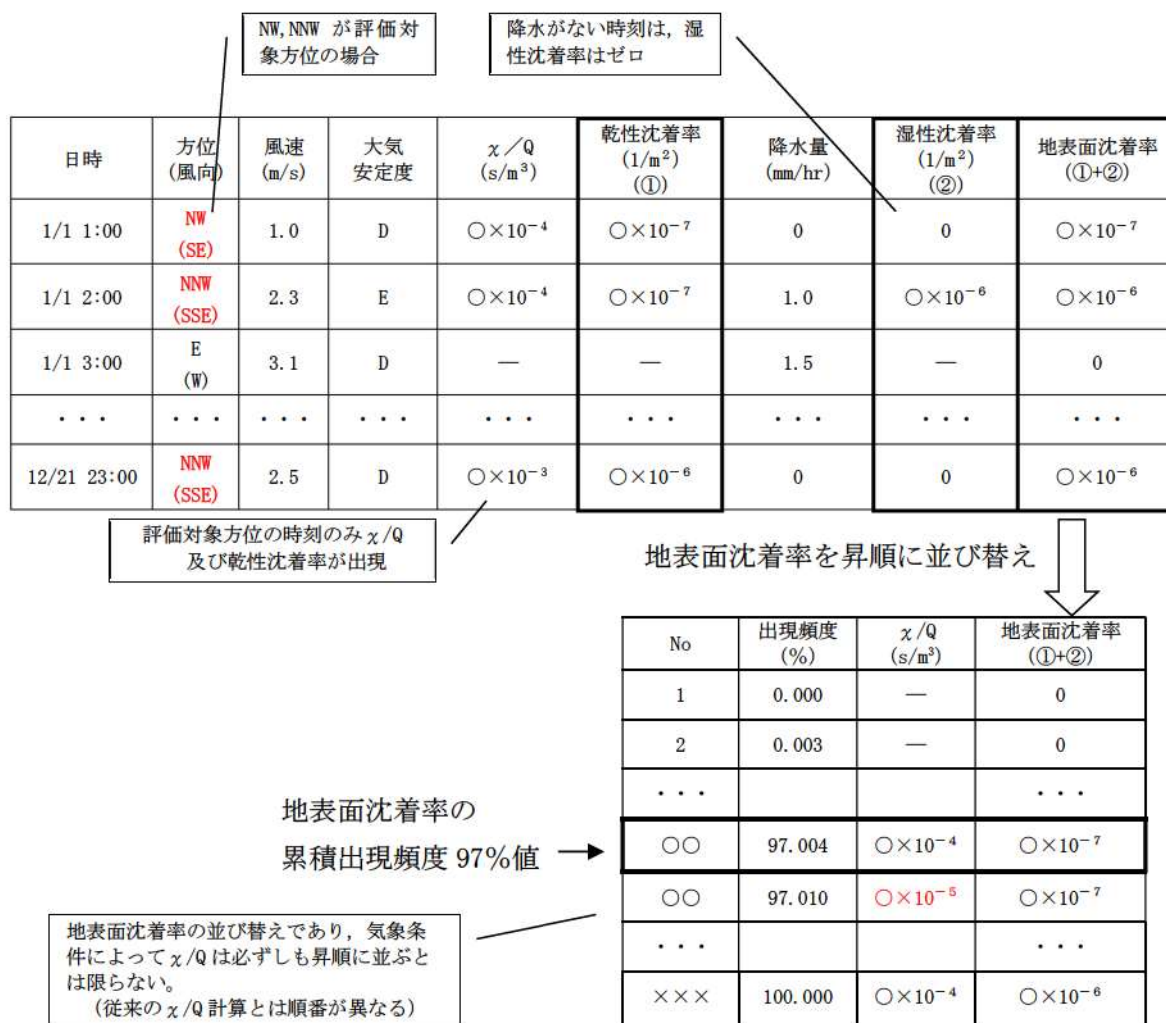 NW,NNW が評価対
象方位の場合
降水がない時刻は，湿
性沈着率はゼロ
日時 方位 (風向) 風速 (m/s) 大気 安定度 χ／Q (s/m³) 乾性沈着率 (1/m²) (①) 降水量 (mm/hr) 湿性沈着率 (1/m²) (②) 地表面沈着率 (①+②)
1/1 1:00 NW (SE) 1.0 D ○×10⁻⁴ ○×10⁻⁷ 0 0 ○×10⁻⁷
1/1 2:00 NNW (SSE) 2.3 E ○×10⁻⁴ ○×10⁻⁷ 1.0 ○×10⁻⁶ ○×10⁻⁶
1/1 3:00 E (W) 3.1 D — — 1.5 — 0
・・・ ・・・ ・・・ ・・・ ・・・ ・・・ ・・・ ・・・ ・・・
12/21 23:00 NNW (SSE) 2.5 D ○×10⁻³ ○×10⁻⁶ 0 0 ○×10⁻⁶
評価対象方位の時刻のみχ/Q
及び乾性沈着率が出現
地表面沈着率を昇順に並び替え
No 出現頻度 (%) χ/Q (s/m³) 地表面沈着率 (①+②)
1 0.000 — 0
2 0.003 — 0
・・・ ・・・
地表面沈着率の
累積出現頻度 97%値
○○ 97.004 ○×10⁻⁴ ○×10⁻⁷
○○ 97.010 ○×10⁻⁵ ○×10⁻⁷
・・・ ・・・
××× 100.000 ○×10⁻⁴ ○×10⁻⁶
地表面沈着率の並び替えであり，気象条
件によってχ/Qは必ずしも昇順に並ぶと
は限らない。
（従来のχ/Q計算とは順番が異なる）